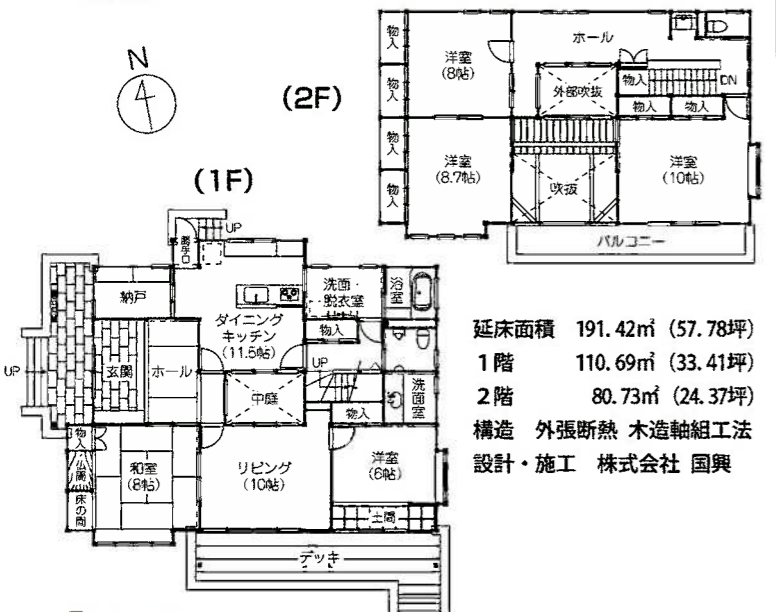 N
(2F)
物入
洋室
(8帖)
ホール
物入
外部吹抜
物入
DN
物入
物入
物入
洋室
(8.7帖)
物入
吹抜
洋室
(10帖)
バルコニー
(1F)
勝手口
UP
納戸
ダイニング
キッチン
(11.5帖)
洗面・
脱衣室
浴室
物入
UP
玄関
ホール
中庭
UP
洗面室
物入
物入
仏間
床の間
和室
(8帖)
リビング
(10帖)
洋室
(6帖)
土間
デッキ
延床面積 191.42㎡ (57.78坪)
1階 110.69㎡ (33.41坪)
2階 80.73㎡ (24.37坪)
構造 外張断熱 木造軸組工法
設計・施工 株式会社 国興